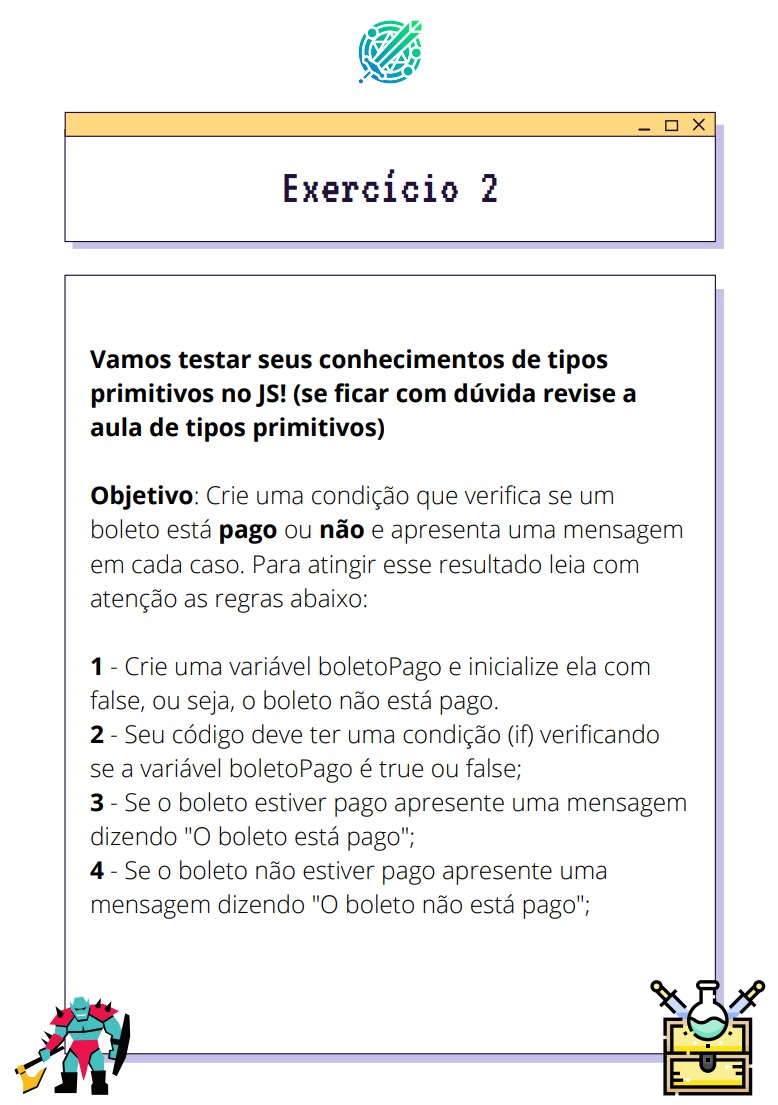 Exercício 2
Vamos testar seus conhecimentos de tipos
primitivos no JS! (se ficar com dúvida revise a
aula de tipos primitivos)
Objetivo: Crie uma condição que verifica se um
boleto está pago ou não e apresenta uma mensagem
em cada caso. Para atingir esse resultado leia com
atenção as regras abaixo:
1 - Crie uma variável boletoPago e inicialize ela com
false, ou seja, o boleto não está pago.
2 - Seu código deve ter uma condição (if) verificando
se a variável boletoPago é true ou false;
3 - Se o boleto estiver pago apresente uma mensagem
dizendo "O boleto está pago";
4 - Se o boleto não estiver pago apresente uma
mensagem dizendo "O boleto não está pago";